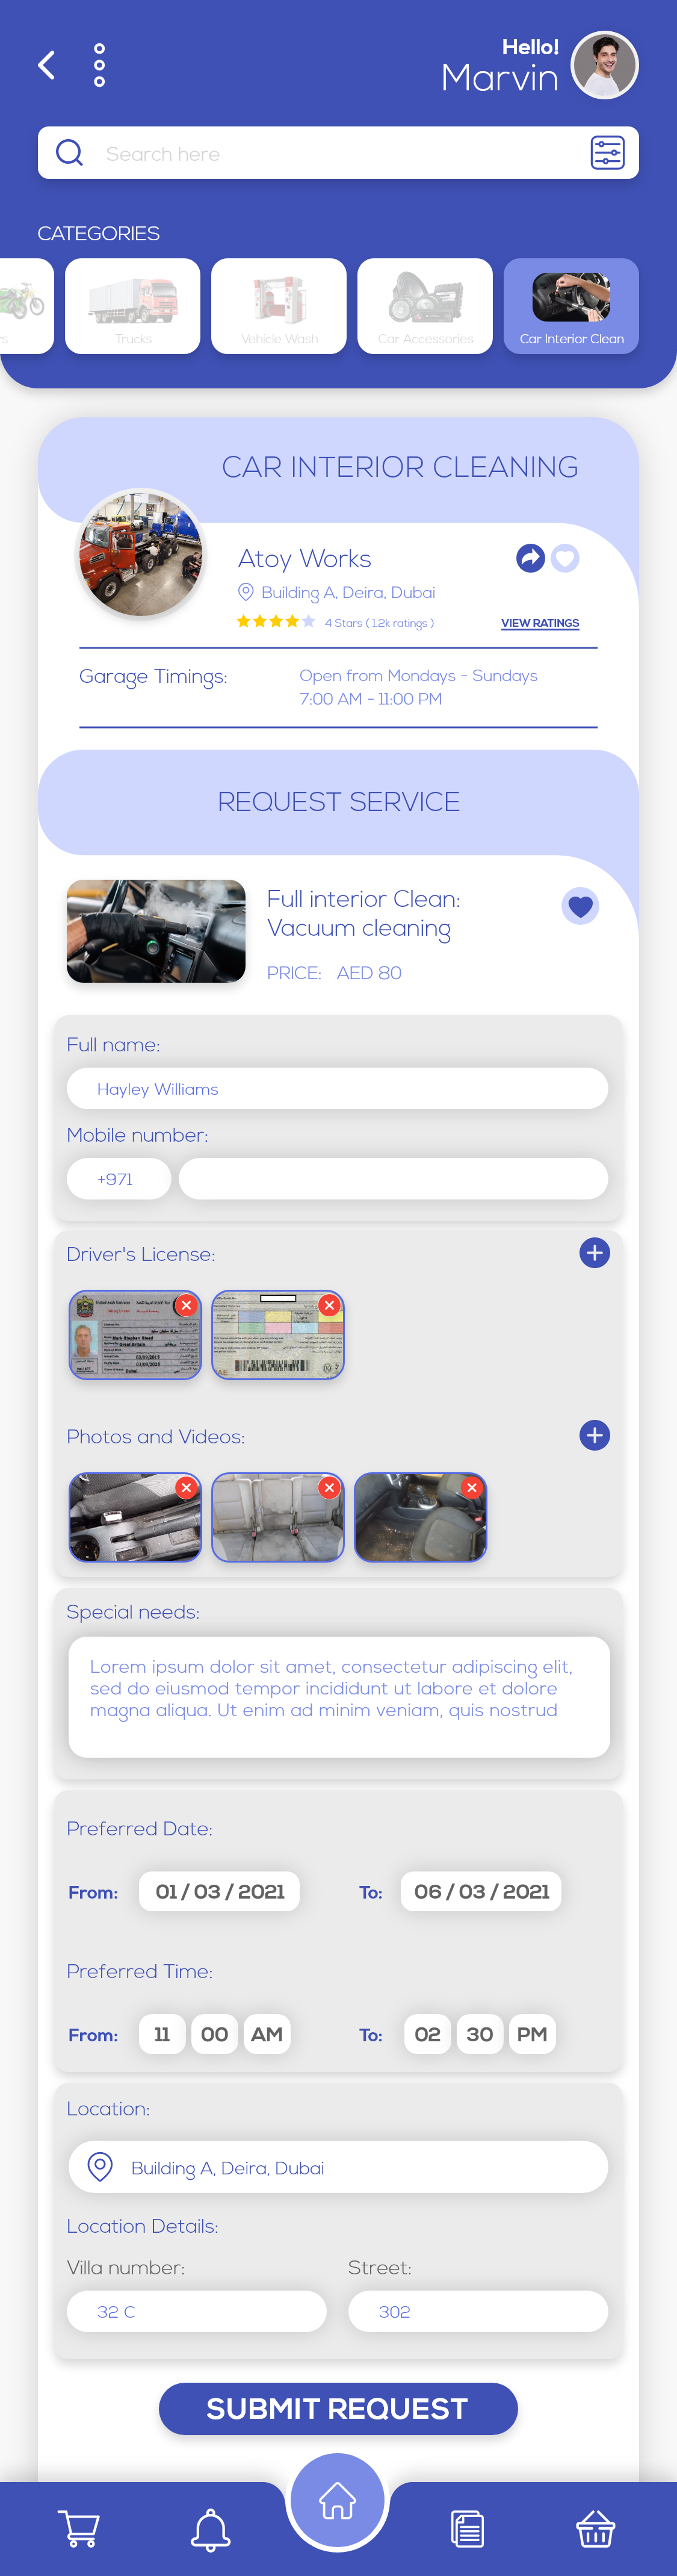 Hello!
Marvin
Search here
CATEGORIES
s
Trucks
Vehicle Wash
Car Accessories
Car Interior Clean
CAR INTERIOR CLEANING
Atoy Works
Building A, Deira, Dubai
4 Stars ( 1.2k ratings )
VIEW RATINGS
Garage Timings:
Open from Mondays - Sundays
7:00 AM - 11:00 PM
REQUEST SERVICE
Full interior Clean:
Vacuum cleaning
PRICE: AED 80
Full name:
Hayley Williams
Mobile number:
+971
Driver's License:
Photos and Videos:
Special needs:
Lorem ipsum dolor sit amet, consectetur adipiscing elit,
sed do eiusmod tempor incididunt ut labore et dolore
magna aliqua. Ut enim ad minim veniam, quis nostrud
Preferred Date:
From: 01 / 03 / 2021 To: 06 / 03 / 2021
Preferred Time:
From: 11 00 AM To: 02 30 PM
Location:
Building A, Deira, Dubai
Location Details:
Villa number: Street:
32 C 302
SUBMIT REQUEST